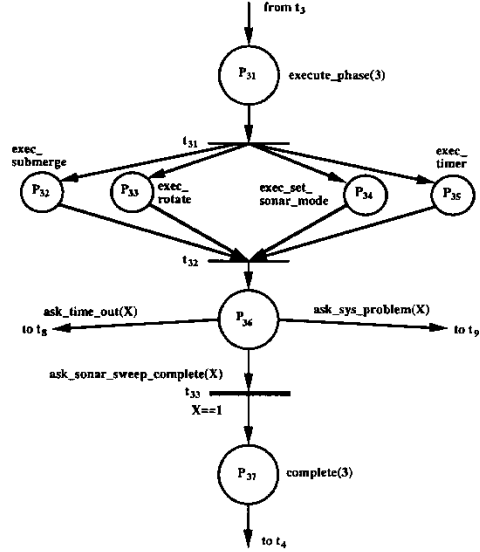 from t3
P31
execute_phase(3)
t31
exec_
submerge
exec_
timer
P32
P33
exec_
rotate
exec_set_
sonar_mode
P34
P35
t32
ask_time_out(X)
ask_sys_problem(X)
to t8
P36
to t9
ask_sonar_sweep_complete(X)
t33
X==1
P37
complete(3)
to t4